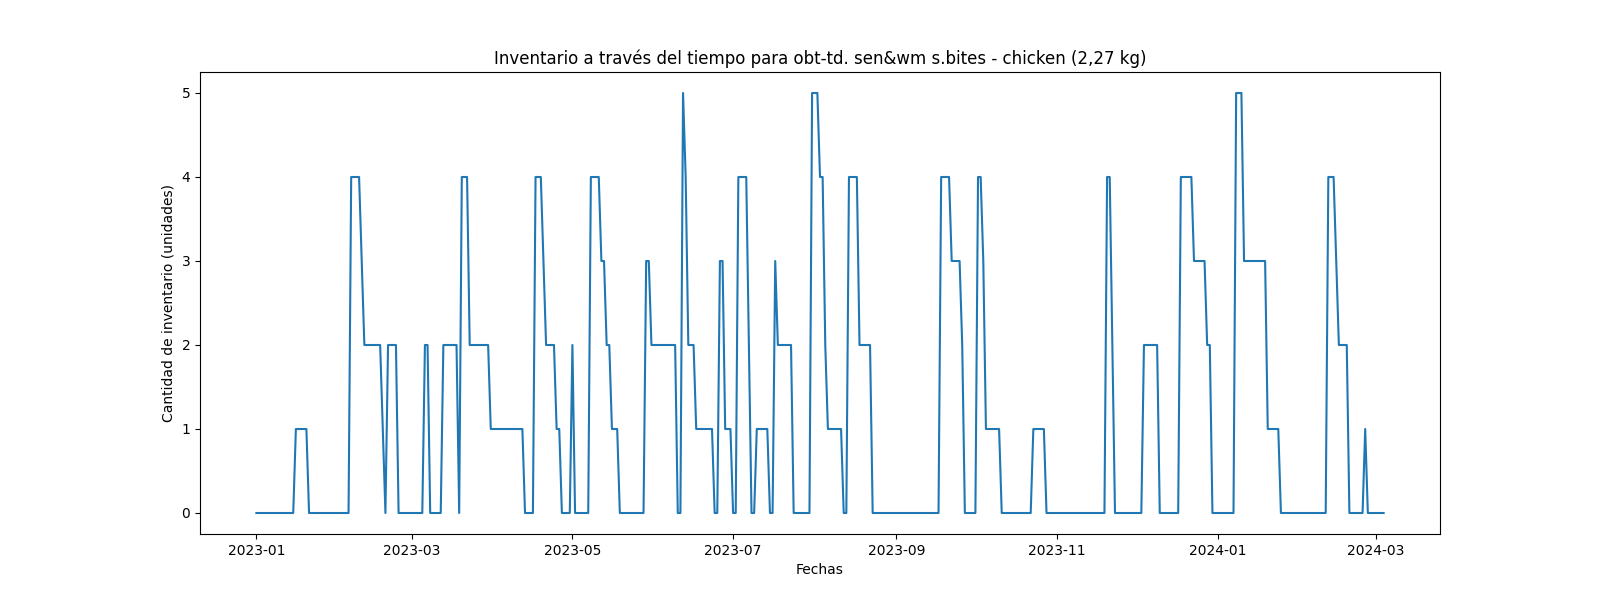 Inventario a través del tiempo para obt-td. sen&wm s.bites - chicken (2,27 kg)
Cantidad de inventario (unidades)
5
4
3
2
1
0
2023-01 2023-03 2023-05 2023-07 2023-09 2023-11 2024-01 2024-03
Fechas